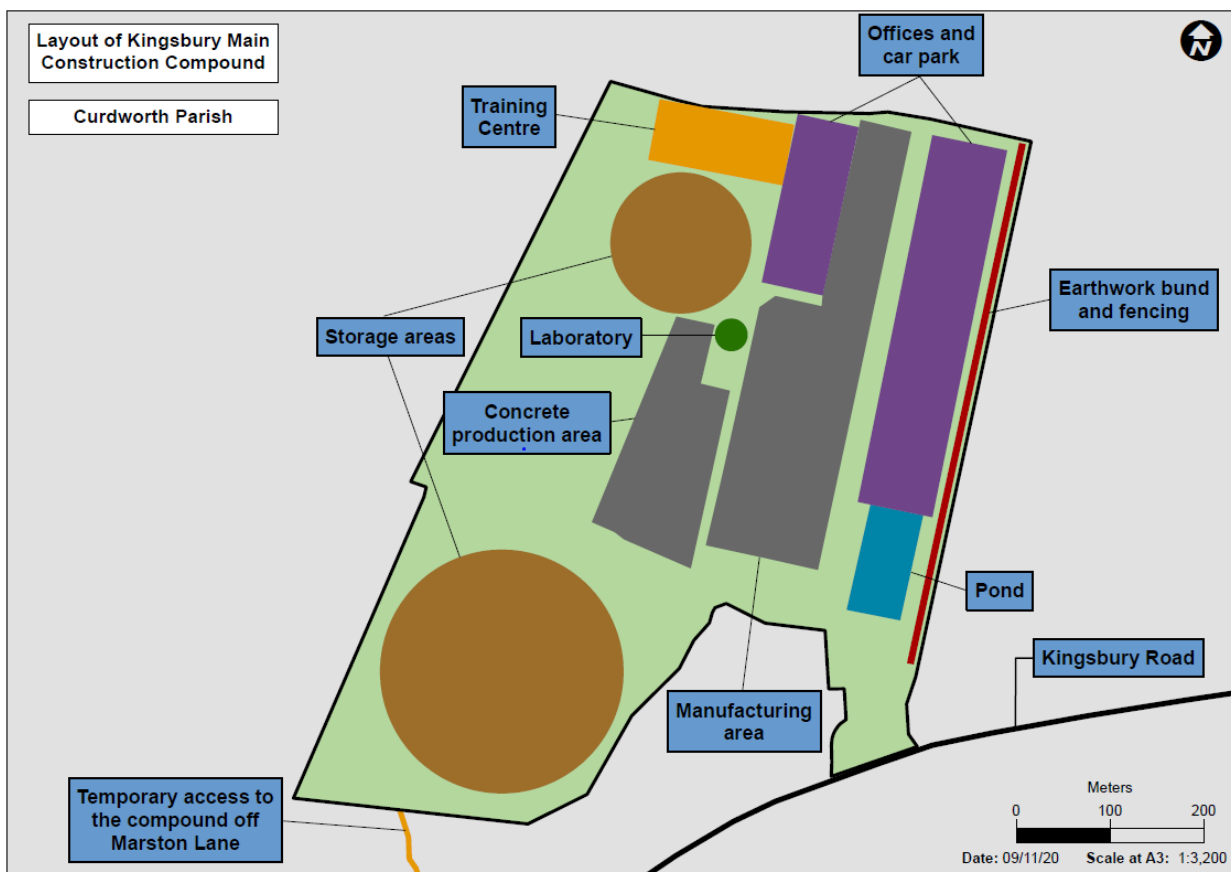 Layout of Kingsbury Main
Construction Compound
Curdworth Parish
Offices and
car park
N
Training
Centre
Earthwork bund
and fencing
Storage areas
Laboratory
Concrete
production area
Pond
Kingsbury Road
Manufacturing
area
Temporary access to
the compound off
Marston Lane
Meters
0 100 200
Date: 09/11/20 Scale at A3: 1:3,200